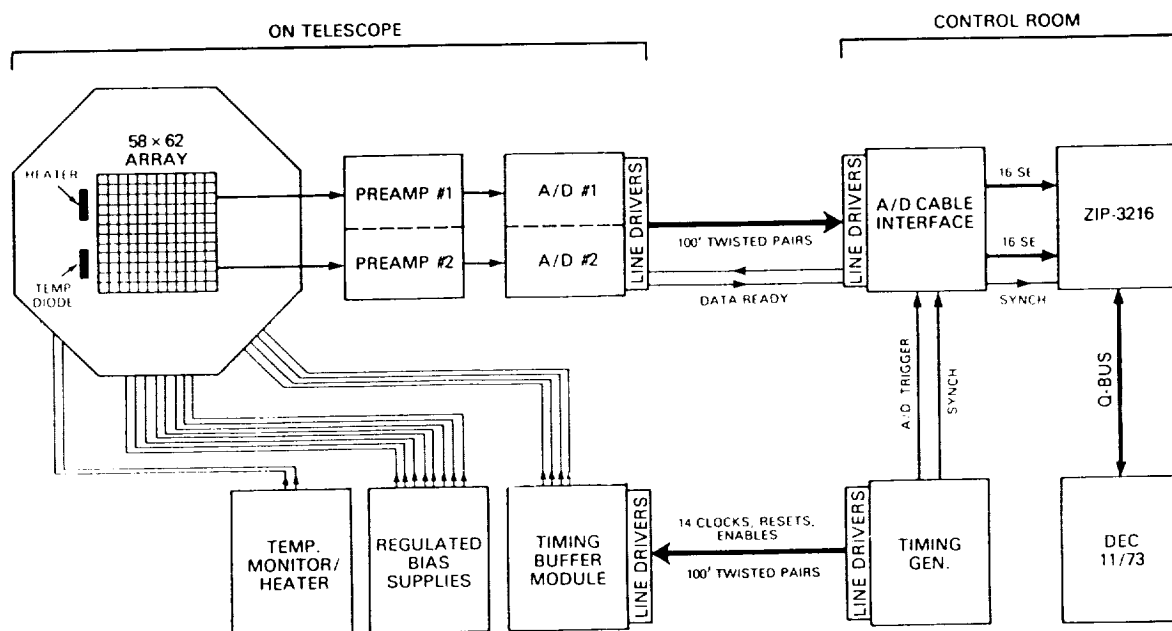 ON TELESCOPE
CONTROL ROOM
58 × 62
ARRAY
HEATER
TEMP
DIODE
PREAMP #1
PREAMP #2
A/D #1
A/D #2
LINE DRIVERS
100' TWISTED PAIRS
DATA READY
LINE DRIVERS
A/D CABLE
INTERFACE
16 SE
16 SE
SYNCH
ZIP-3216
A/D TRIGGER
SYNCH
Q-BUS
TEMP.
MONITOR/
HEATER
REGULATED
BIAS
SUPPLIES
TIMING
BUFFER
MODULE
LINE DRIVERS
14 CLOCKS, RESETS,
ENABLES
100' TWISTED PAIRS
LINE DRIVERS
TIMING
GEN.
DEC
11/73